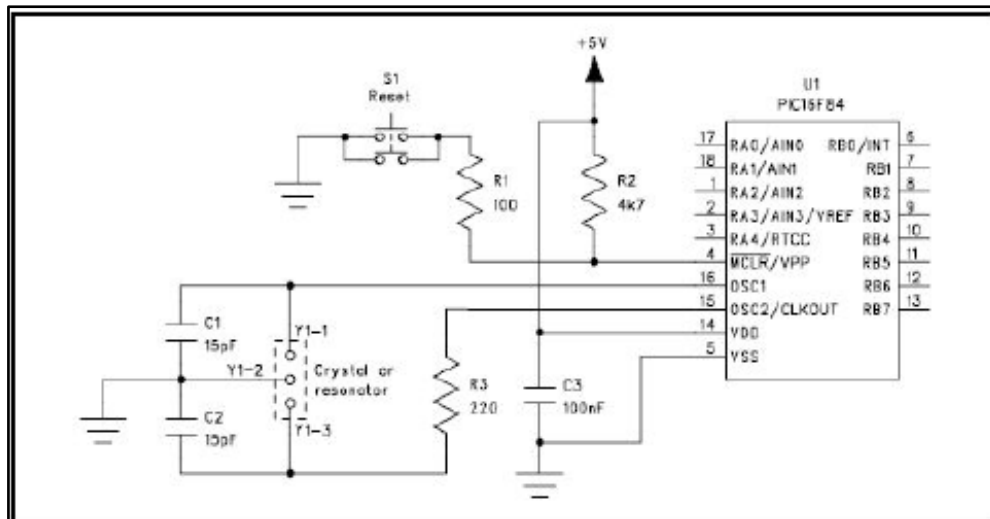 +5V
S1
Reset
U1
PIC16F84
R1
100
R2
4k7
17 RA0/AIN0 RB0/INT 6
18 RA1/AIN1 RB1 7
1 RA2/AIN2 RB2 8
2 RA3/AIN3/VREF RB3 9
3 RA4/RTCC RB4 10
4 MCLR/VPP RB5 11
16 OSC1 RB6 12
15 OSC2/CLKOUT RB7 13
14 VDD
5 VSS
C1
15pF
Y1-1
Y1-2
Crystal or
resonator
Y1-3
C2
15pF
R3
220
C3
100nF